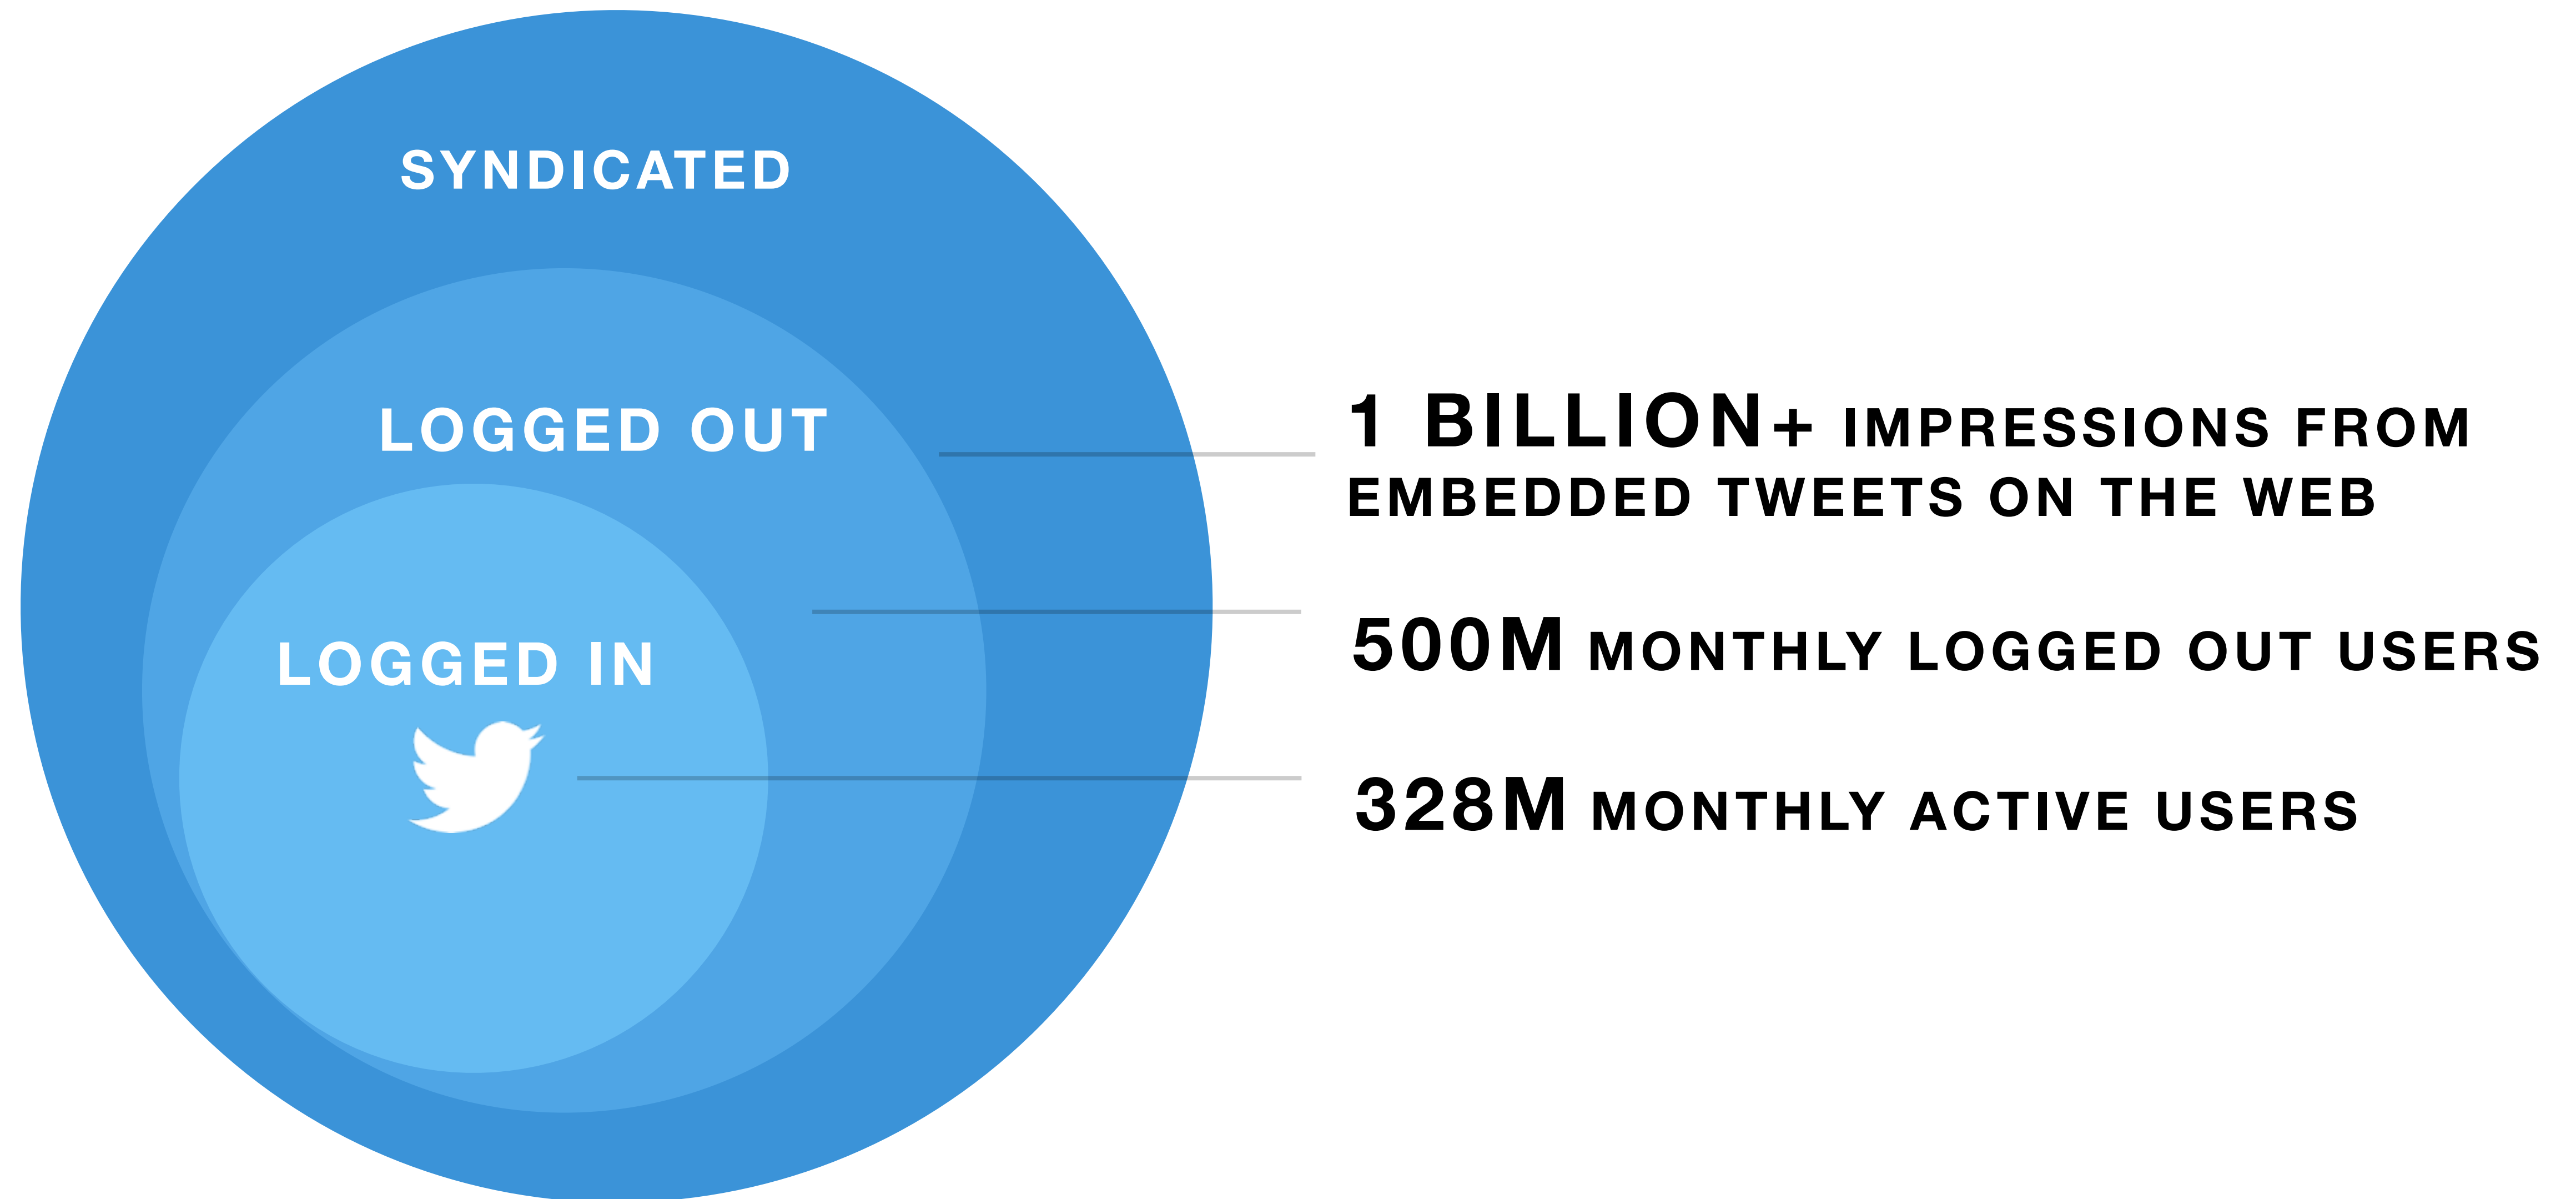 SYNDICATED
LOGGED OUT
LOGGED IN
1 BILLION+ IMPRESSIONS FROM
EMBEDDED TWEETS ON THE WEB
500M MONTHLY LOGGED OUT USERS
328M MONTHLY ACTIVE USERS